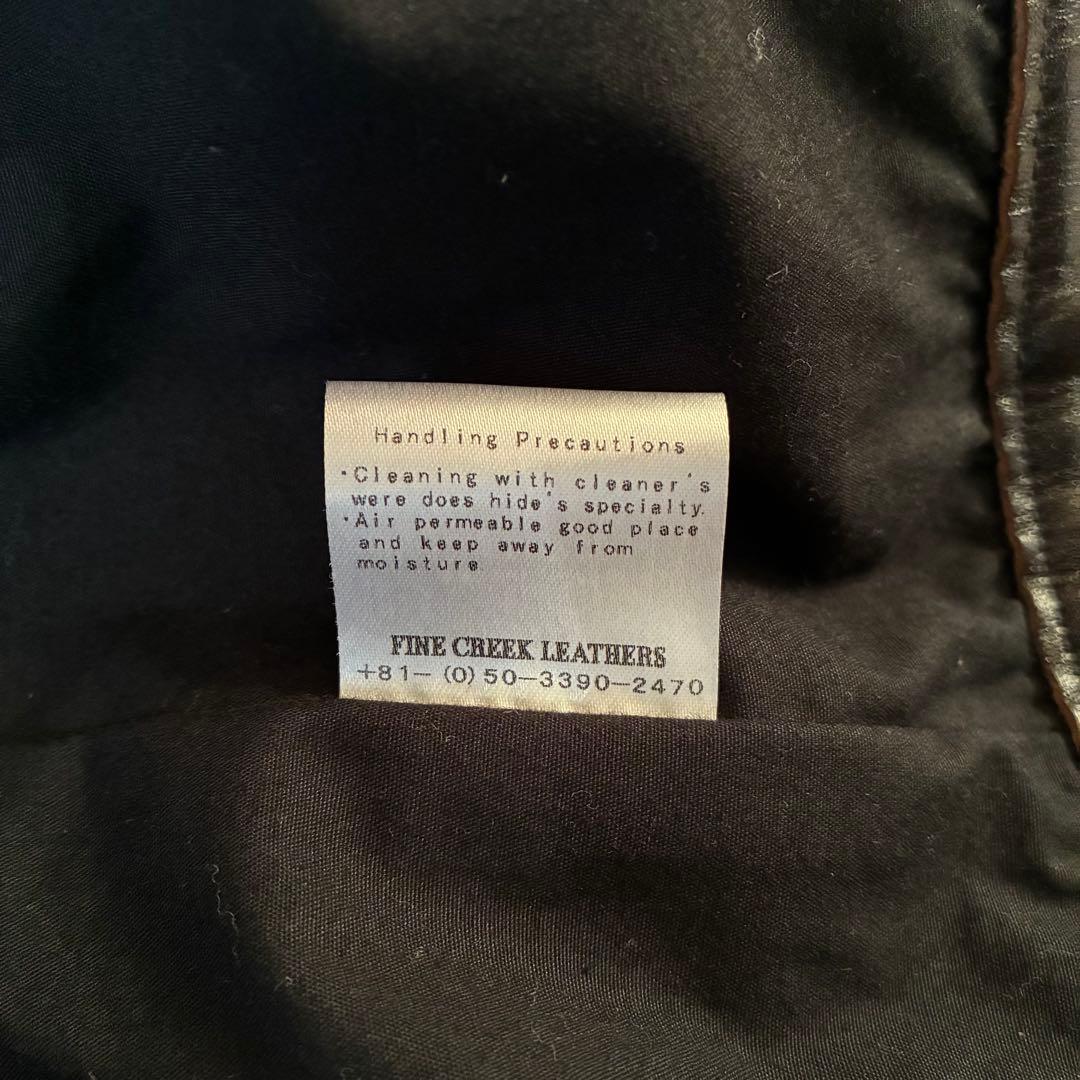 Handling Precautions
・Cleaning with cleaner's
were does hide's specialty.
・Air permeable good place
and keep away from
moisture
FINE CREEK LEATHERS
+81-(0)50-3390-2470